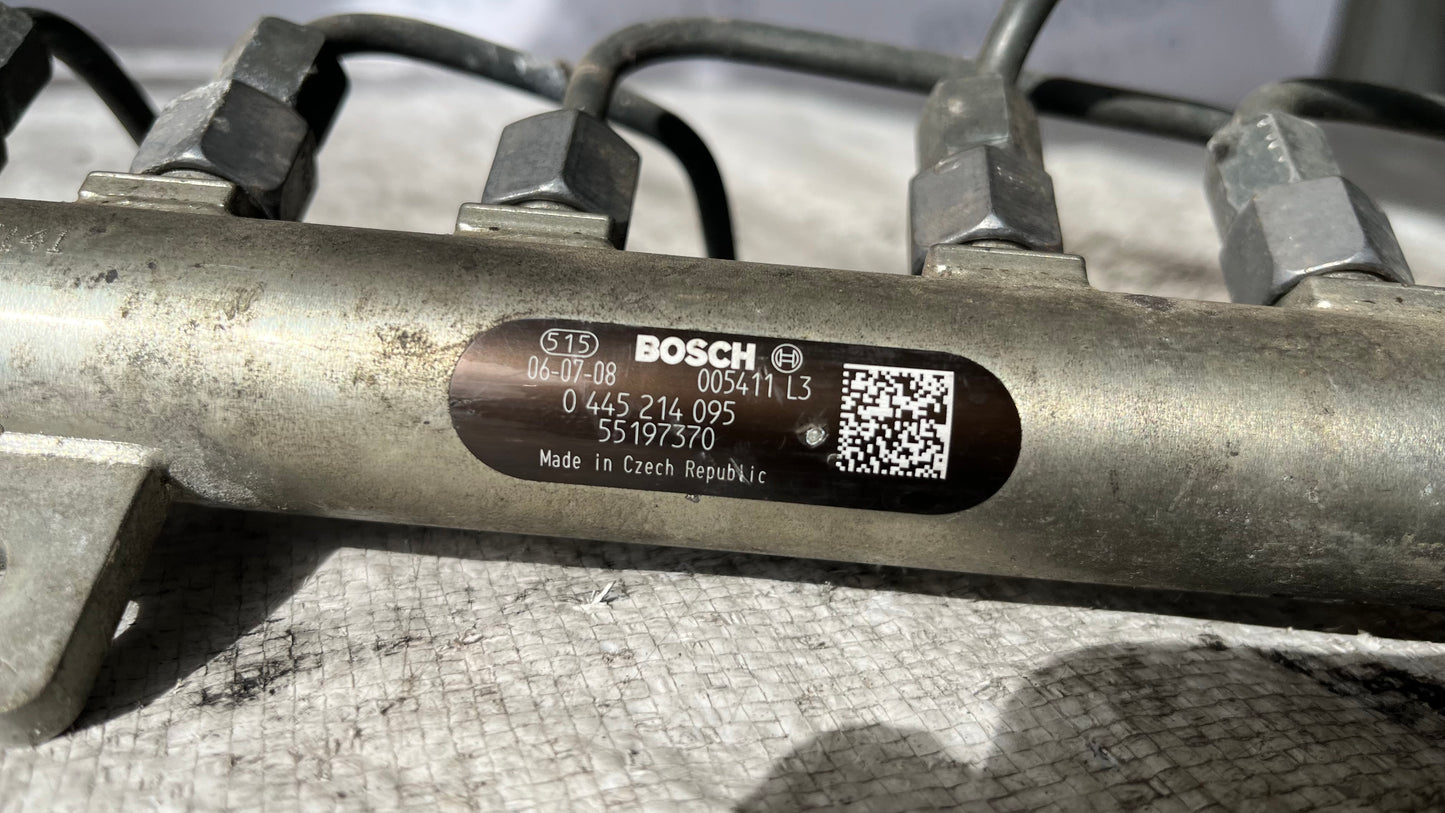 515 BOSCH
06-07-08 005411 L3
0 445 214 095
55197370
Made in Czech Republic